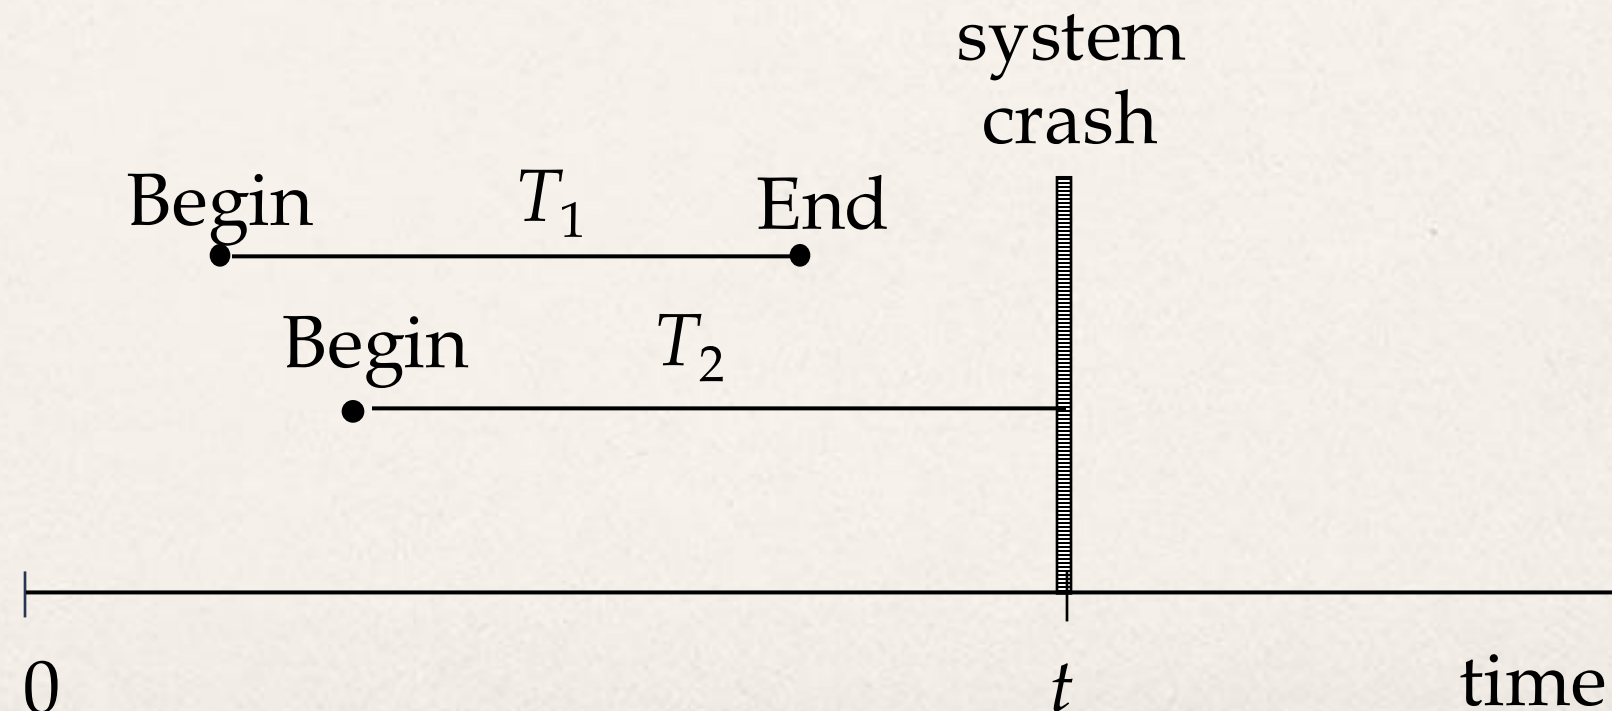 system
crash
Begin T₁ End
Begin T₂
0 t time